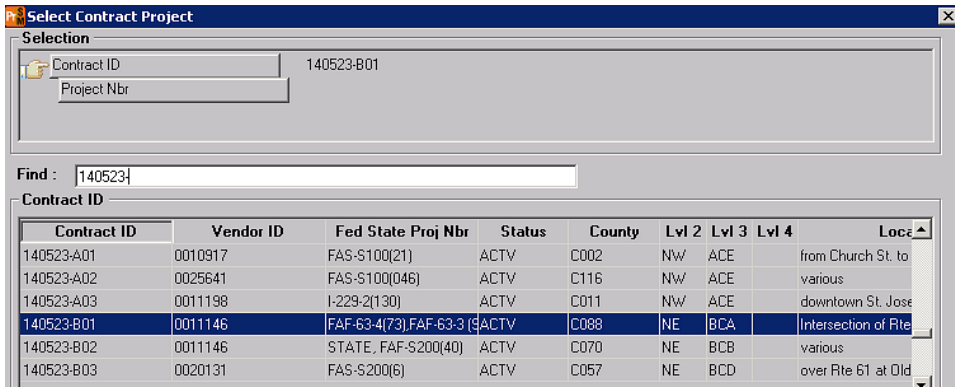 PrSM Select Contract Project
Selection
Contract ID 140523-B01
Project Nbr
Find : 140523-
Contract ID
Contract ID Vendor ID Fed State Proj Nbr Status County Lvl 2 Lvl 3 Lvl 4 Loca
140523-A01 0010917 FAS-S100(21) ACTV C002 NW ACE from Church St. to
140523-A02 0025641 FAS-S100(046) ACTV C116 NW ACE various
140523-A03 0011198 I-229-2(130) ACTV C011 NW ACE downtown St. Jose
140523-B01 0011146 FAF-63-4(73),FAF-63-3 (S ACTV C088 NE BCA Intersection of Rte
140523-B02 0011146 STATE, FAF-S200(40) ACTV C070 NE BCB various
140523-B03 0020131 FAS-S200(6) ACTV C057 NE BCD over Rte 61 at Old